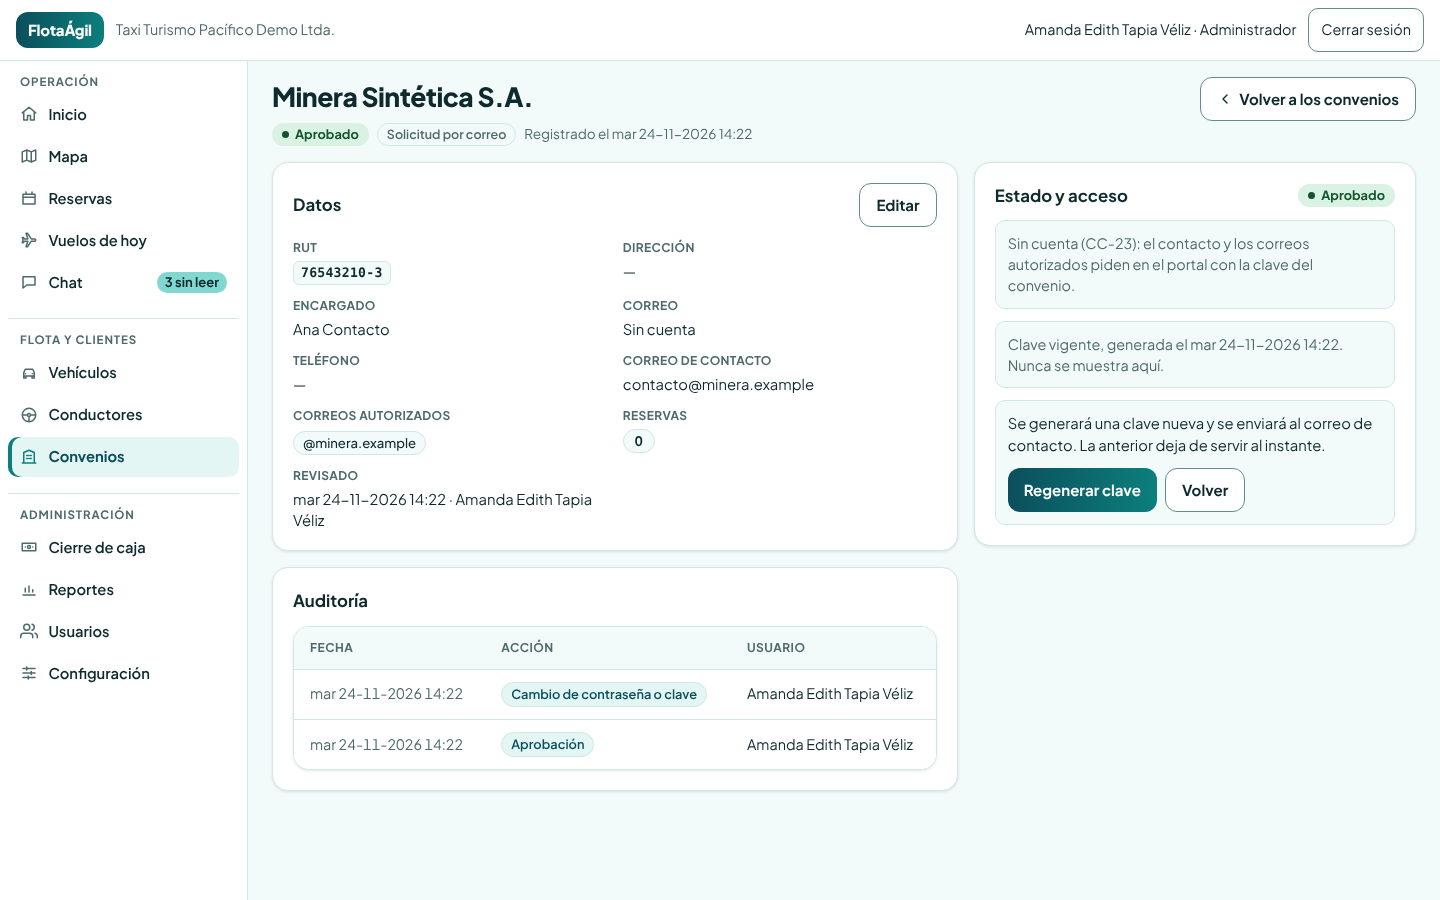 FlotaÁgil
Taxi Turismo Pacífico Demo Ltda.
Amanda Edith Tapia Véliz · Administrador
Cerrar sesión
OPERACIÓN
Inicio
Mapa
Reservas
Vuelos de hoy
Chat
3 sin leer
FLOTA Y CLIENTES
Vehículos
Conductores
Convenios
ADMINISTRACIÓN
Cierre de caja
Reportes
Usuarios
Configuración
Minera Sintética S.A.
Volver a los convenios
Aprobado
Solicitud por correo
Registrado el mar 24-11-2026 14:22
Datos
Editar
RUT
76543210-3
DIRECCIÓN
—
ENCARGADO
Ana Contacto
CORREO
Sin cuenta
TELÉFONO
—
CORREO DE CONTACTO
contacto@minera.example
CORREOS AUTORIZADOS
@minera.example
RESERVAS
0
REVISADO
mar 24-11-2026 14:22 · Amanda Edith Tapia
Véliz
Estado y acceso
Aprobado
Sin cuenta (CC-23): el contacto y los correos
autorizados piden en el portal con la clave del
convenio.
Clave vigente, generada el mar 24-11-2026 14:22.
Nunca se muestra aquí.
Se generará una clave nueva y se enviará al correo de
contacto. La anterior deja de servir al instante.
Regenerar clave
Volver
Auditoría
FECHA ACCIÓN USUARIO
mar 24-11-2026 14:22 Cambio de contraseña o clave Amanda Edith Tapia Véliz
mar 24-11-2026 14:22 Aprobación Amanda Edith Tapia Véliz